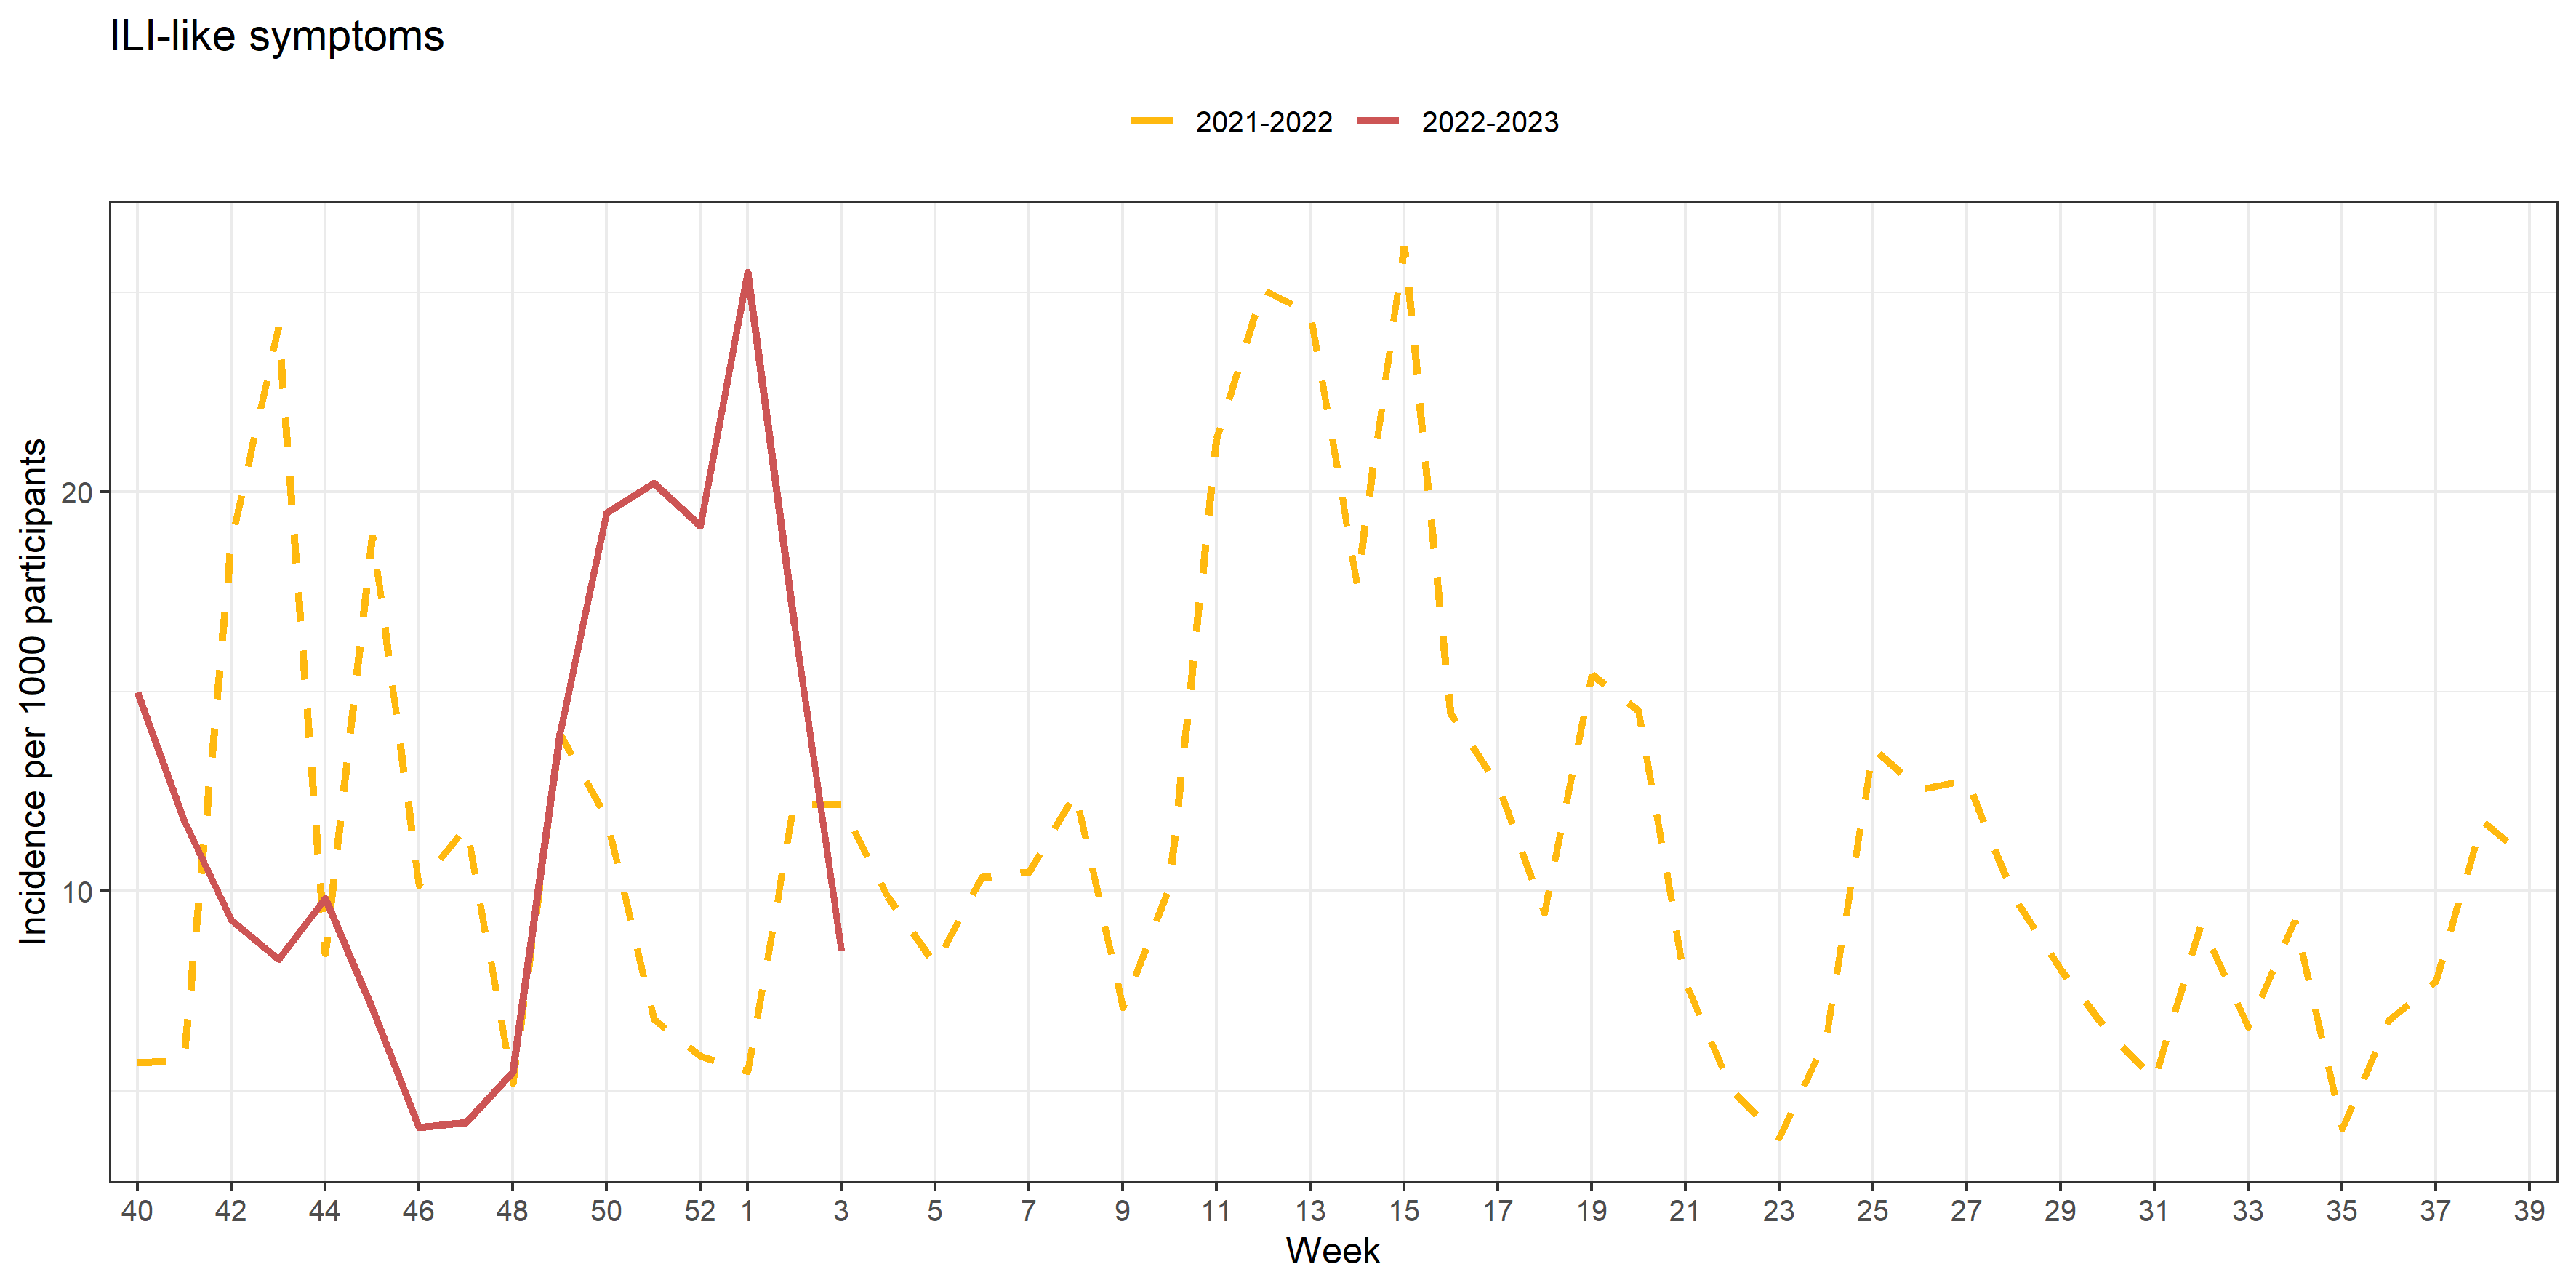 ILI-like symptoms
2021-2022 2022-2023
Incidence per 1000 participants
20
10
40 42 44 46 48 50 52 1 3 5 7 9 11 13 15 17 19 21 23 25 27 29 31 33 35 37 39
Week